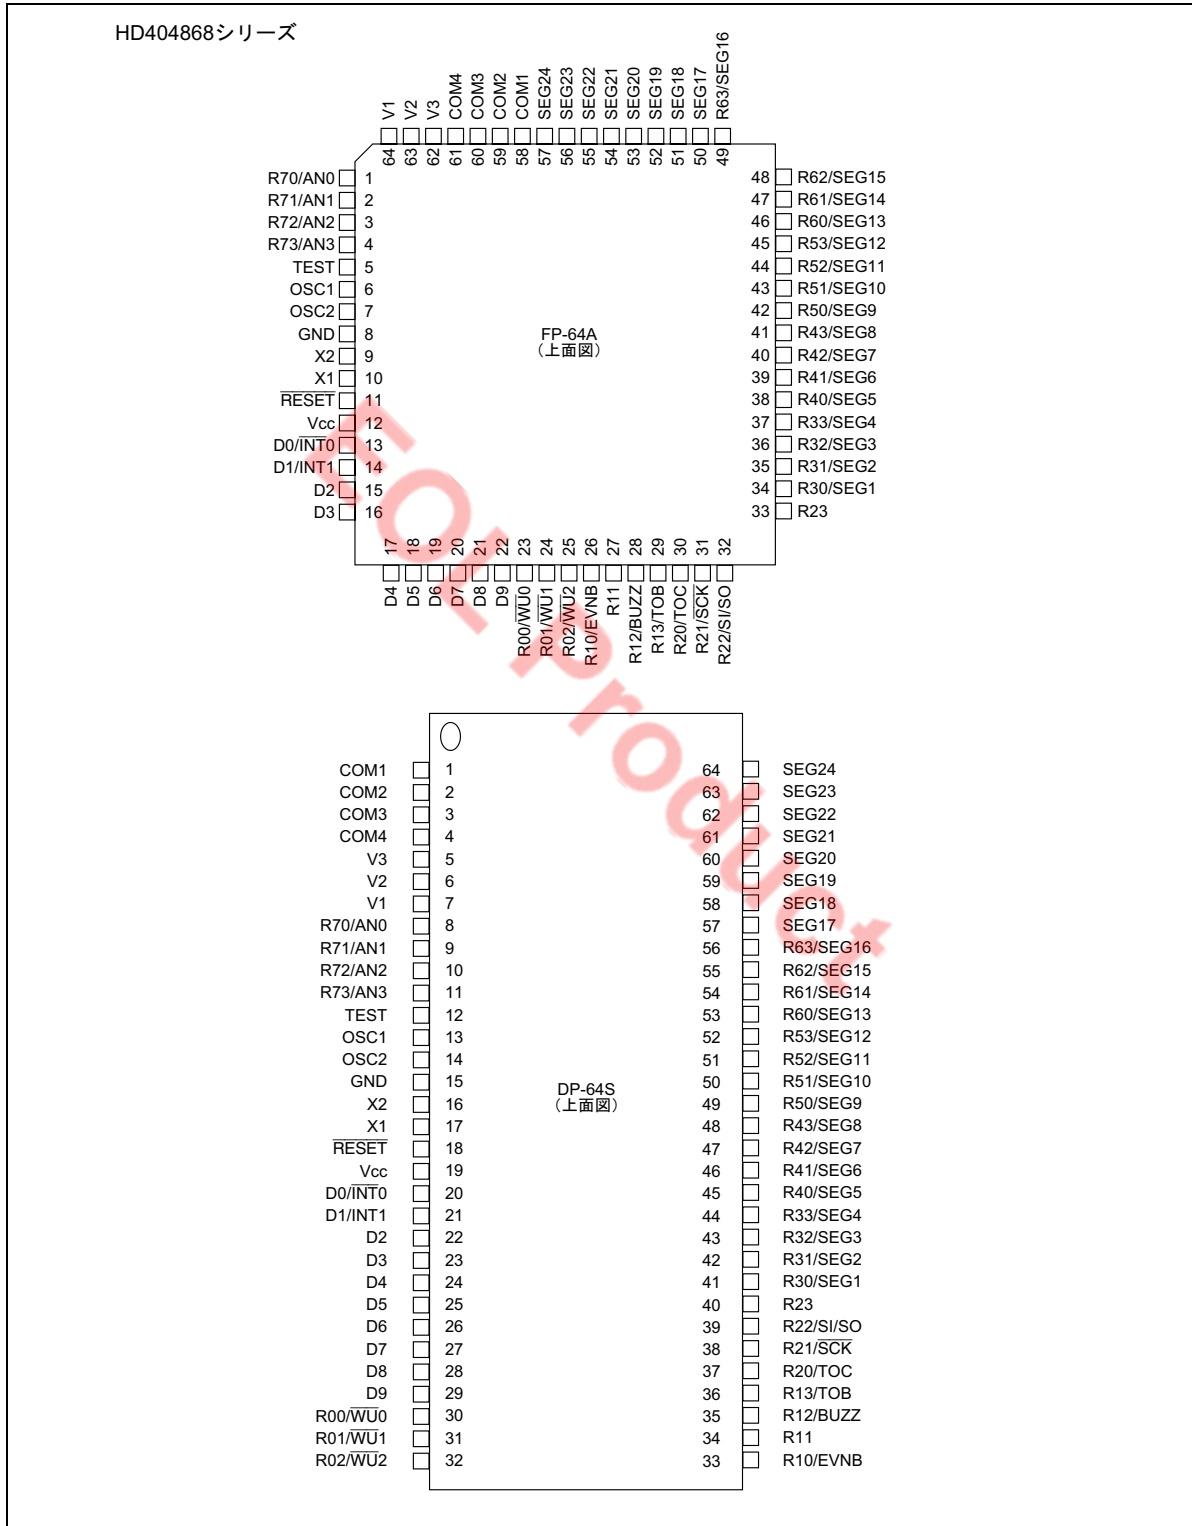 HD404868シリーズ
V1
V2
V3
COM4
COM3
COM2
COM1
SEG24
SEG23
SEG22
SEG21
SEG20
SEG19
SEG18
SEG17
R63/SEG16
64
63
62
61
60
59
58
57
56
55
54
53
52
51
50
49
R70/AN0 1
R71/AN1 2
R72/AN2 3
R73/AN3 4
TEST 5
OSC1 6
OSC2 7
GND 8
X2 9
X1 10
RESET 11
Vcc 12
D0/INT0 13
D1/INT1 14
D2 15
D3 16
48 R62/SEG15
47 R61/SEG14
46 R60/SEG13
45 R53/SEG12
44 R52/SEG11
43 R51/SEG10
42 R50/SEG9
41 R43/SEG8
40 R42/SEG7
39 R41/SEG6
38 R40/SEG5
37 R33/SEG4
36 R32/SEG3
35 R31/SEG2
34 R30/SEG1
33 R23
FP-64A
(上面図)
17
18
19
20
21
22
23
24
25
26
27
28
29
30
31
32
D4
D5
D6
D7
D8
D9
R00/WU0
R01/WU1
R02/WU2
R10/EVNB
R11
R12/BUZZ
R13/TOB
R20/TOC
R21/SCK
R22/SI/SO
EOL Product
COM1 1
COM2 2
COM3 3
COM4 4
V3 5
V2 6
V1 7
R70/AN0 8
R71/AN1 9
R72/AN2 10
R73/AN3 11
TEST 12
OSC1 13
OSC2 14
GND 15
X2 16
X1 17
RESET 18
Vcc 19
D0/INT0 20
D1/INT1 21
D2 22
D3 23
D4 24
D5 25
D6 26
D7 27
D8 28
D9 29
R00/WU0 30
R01/WU1 31
R02/WU2 32
DP-64S
(上面図)
64 SEG24
63 SEG23
62 SEG22
61 SEG21
60 SEG20
59 SEG19
58 SEG18
57 SEG17
56 R63/SEG16
55 R62/SEG15
54 R61/SEG14
53 R60/SEG13
52 R53/SEG12
51 R52/SEG11
50 R51/SEG10
49 R50/SEG9
48 R43/SEG8
47 R42/SEG7
46 R41/SEG6
45 R40/SEG5
44 R33/SEG4
43 R32/SEG3
42 R31/SEG2
41 R30/SEG1
40 R23
39 R22/SI/SO
38 R21/SCK
37 R20/TOC
36 R13/TOB
35 R12/BUZZ
34 R11
33 R10/EVNB